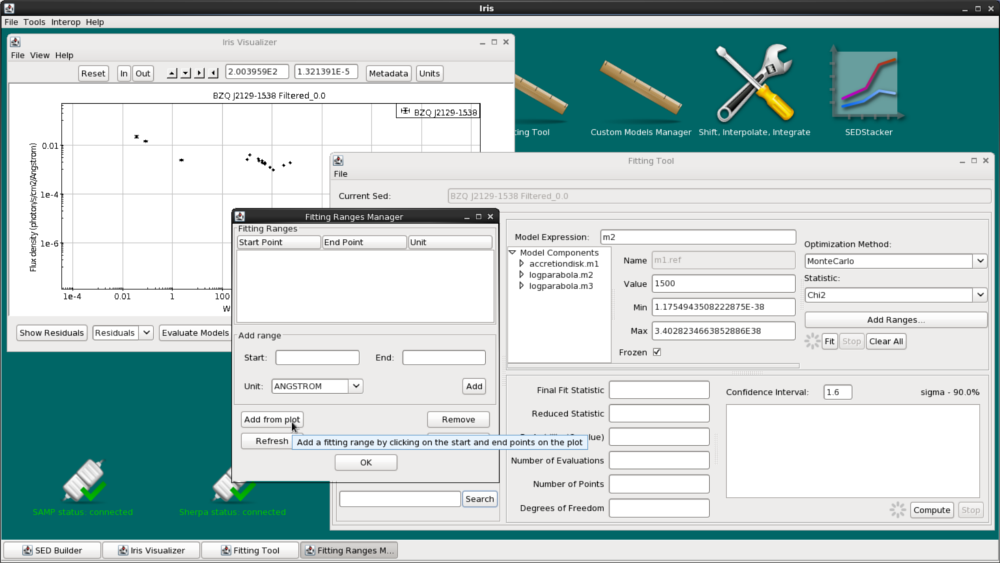 Iris
File Tools Interop Help
Iris Visualizer
File View Help
Reset In Out 2.003959E2 1.321391E-5 Metadata Units
BZQ J2129-1538 Filtered_0.0
BZQ J2129-1538
Flux density (photon/s/cm2/Angstrom)
0.01
1e-4
1e-6
1e-4 0.01 1 100
W
Show Residuals Residuals Evaluate Models
ting Tool
Custom Models Manager
Shift, Interpolate, Integrate
SEDStacker
Fitting Tool
File
Current Sed: BZQ J2129-1538 Filtered_0.0
Model Expression: m2
Model Components
accretiondisk.m1
logparabola.m2
logparabola.m3
Name m1.ref
Value 1500
Min 1.1754943508222875E-38
Max 3.4028234663852886E38
Frozen
Optimization Method:
MonteCarlo
Statistic:
Chi2
Add Ranges...
Fit Stop Clear All
Final Fit Statistic
Reduced Statistic
lue)
Number of Evaluations
Number of Points
Degrees of Freedom
Confidence Interval: 1.6 sigma - 90.0%
Compute Stop
Search
Fitting Ranges Manager
Fitting Ranges
Start Point End Point Unit
Add range
Start: End:
Unit: ANGSTROM Add
Add from plot Remove
Refresh
Add a fitting range by clicking on the start and end points on the plot
OK
SAMP status: connected
Sherpa status: connected
SED Builder Iris Visualizer Fitting Tool Fitting Ranges M...